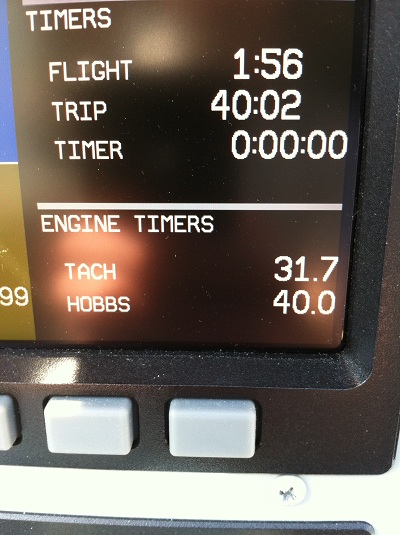 TIMERS
FLIGHT 1:56
TRIP 40:02
TIMER 0:00:00
ENGINE TIMERS
TACH 31.7
99
HOBBS 40.0